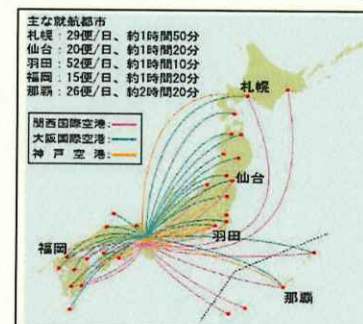 主な就航都市
札幌：29便/日、約1時間50分
仙台：20便/日、約1時間20分
羽田：52便/日、約1時間10分
福岡：15便/日、約1時間20分
那覇：26便/日、約2時間20分
関西国際空港：
大阪国際空港：
神戸空港：
札幌
仙台
羽田
福岡
那覇